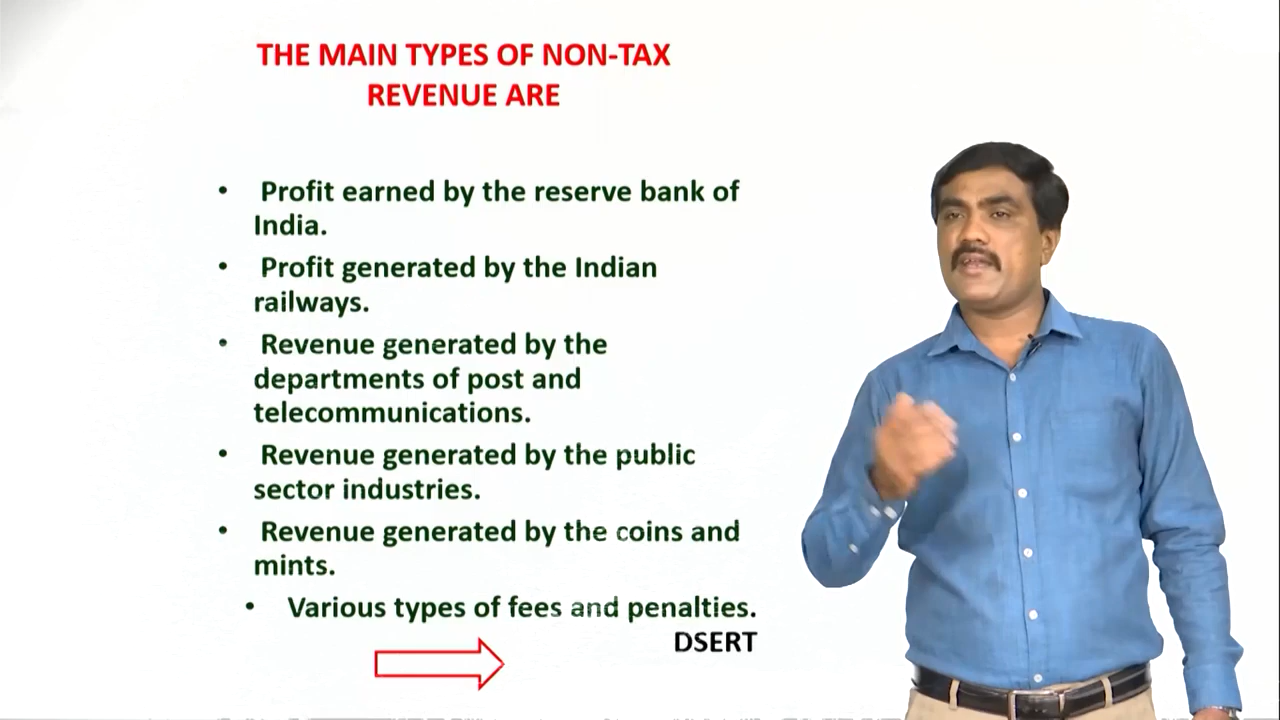 THE MAIN TYPES OF NON-TAX
REVENUE ARE
• Profit earned by the reserve bank of
India.
• Profit generated by the Indian
railways.
• Revenue generated by the
departments of post and
telecommunications.
• Revenue generated by the public
sector industries.
• Revenue generated by the coins and
mints.
• Various types of fees and penalties.
DSERT